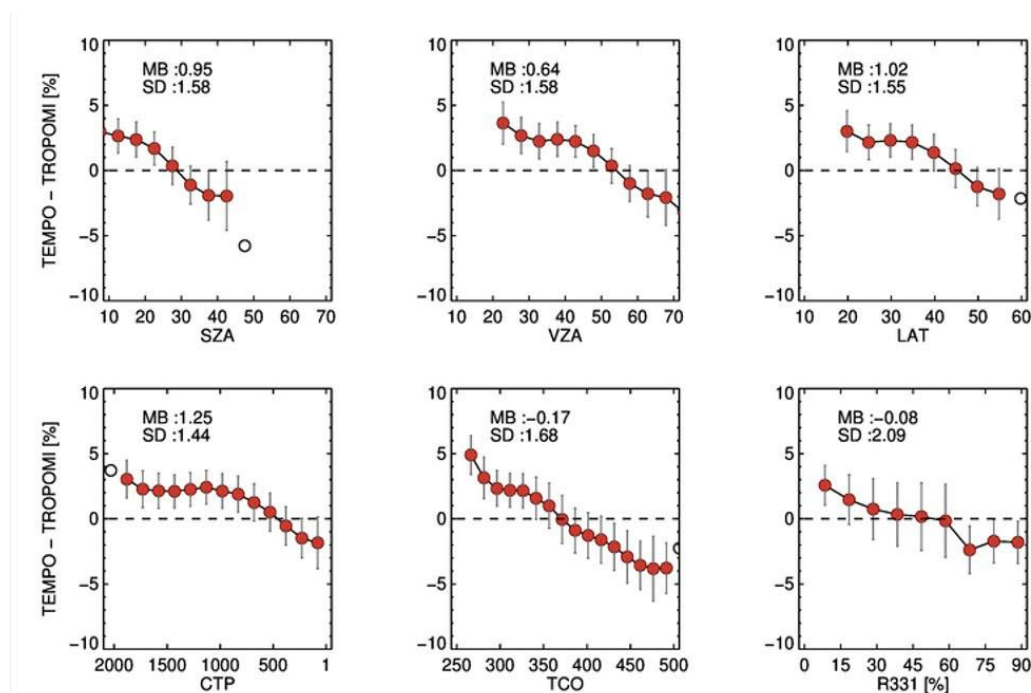 10
5
0
−5
−10
TEMPO − TROPOMI [%]
MB :0.95
SD :1.58
10 20 30 40 50 60 70
SZA
10
5
0
−5
−10
MB :0.64
SD :1.58
10 20 30 40 50 60 70
VZA
10
5
0
−5
−10
MB :1.02
SD :1.55
10 20 30 40 50 60
LAT
10
5
0
−5
−10
TEMPO − TROPOMI [%]
MB :1.25
SD :1.44
2000 1500 1000 500 1
CTP
10
5
0
−5
−10
MB :−0.17
SD :1.68
250 300 350 400 450 500
TCO
10
5
0
−5
−10
MB :−0.08
SD :2.09
0 15 30 45 60 75 90
R331 [%]